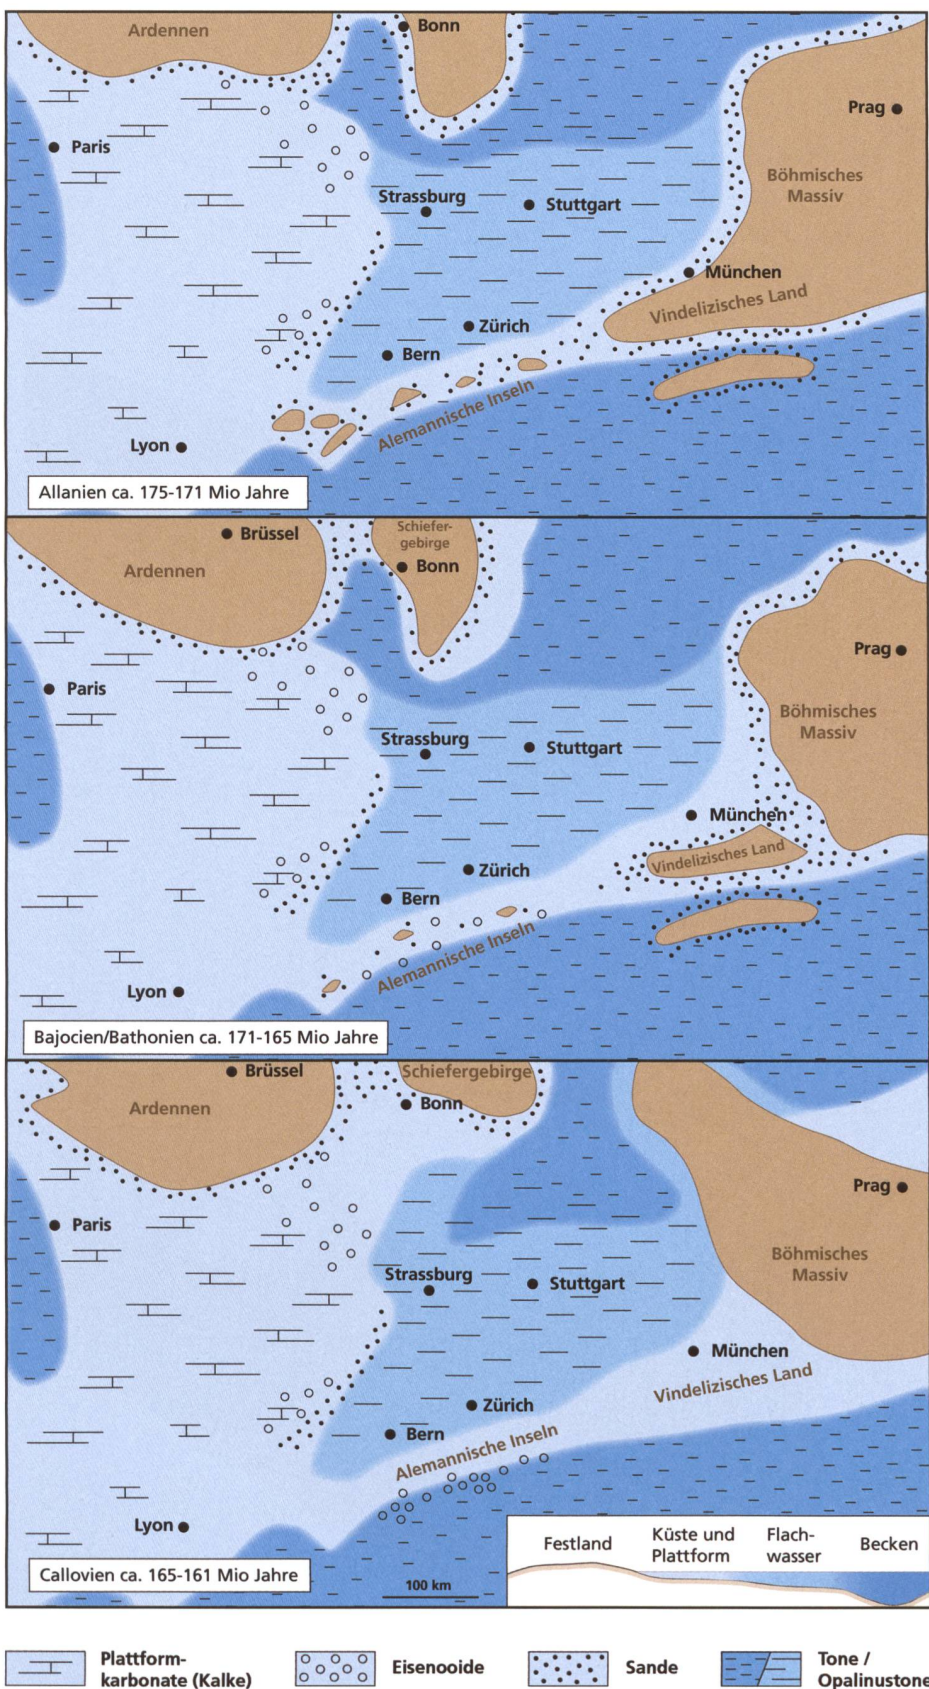 Ardennen
Bonn
Prag
Paris
Böhmisches
Massiv
Strassburg
Stuttgart
München
Vindelizisches Land
Zürich
Bern
Alemannische Inseln
Lyon
Allanien ca. 175-171 Mio Jahre
Brüssel
Schiefer-
gebirge
Ardennen
Bonn
Prag
Paris
Böhmisches
Massiv
Strassburg
Stuttgart
München
Vindelizisches Land
Zürich
Bern
Alemannische Inseln
Lyon
Bajocien/Bathonien ca. 171-165 Mio Jahre
Brüssel
Schiefergebirge
Ardennen
Bonn
Prag
Paris
Böhmisches
Massiv
Strassburg
Stuttgart
München
Vindelizisches Land
Zürich
Bern
Alemannische Inseln
Lyon
Callovien ca. 165-161 Mio Jahre
100 km
Festland
Küste und
Plattform
Flach-
wasser
Becken
Plattform-
karbonate (Kalke)
Eisenooide
Sande
Tone /
Opalinustone